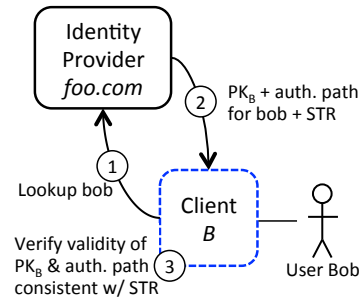 Identity
Provider
foo.com
2
PK_B + auth. path
for bob + STR
1
Lookup bob
Client
B
Verify validity of
PK_B & auth. path
consistent w/ STR
3
User Bob